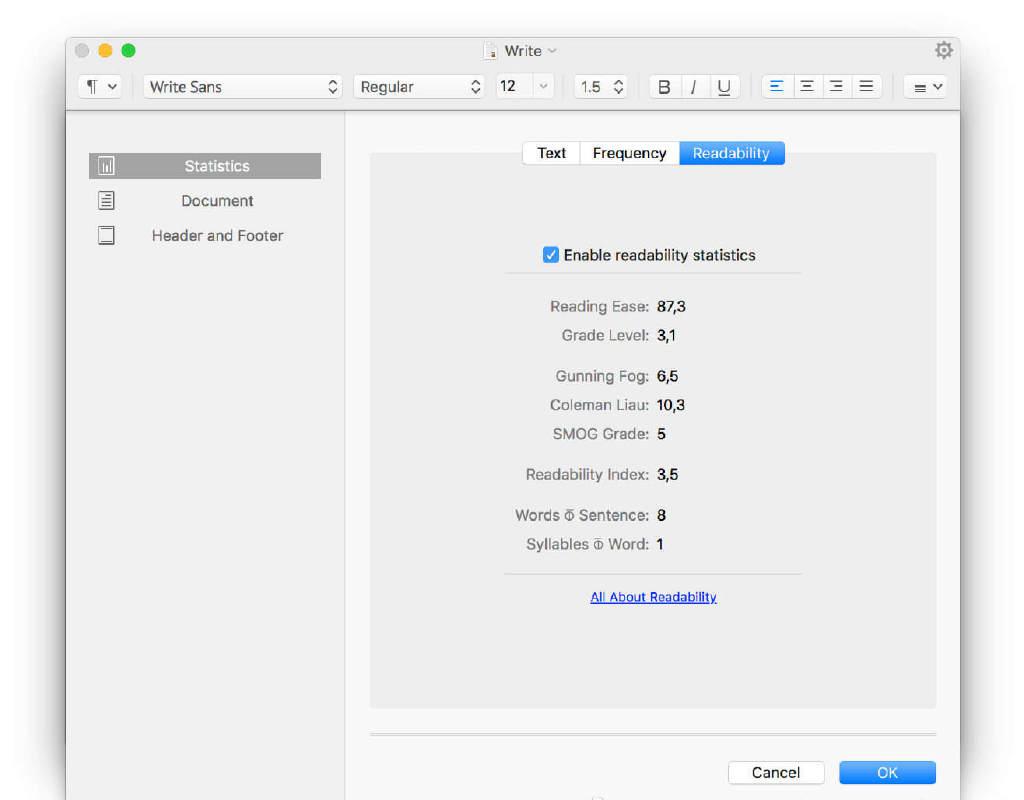 Write
Write Sans Regular 12 1.5 B I U
Text Frequency Readability
Statistics
Document
Header and Footer
Enable readability statistics
Reading Ease: 87,3
Grade Level: 3,1
Gunning Fog: 6,5
Coleman Liau: 10,3
SMOG Grade: 5
Readability Index: 3,5
Words Φ Sentence: 8
Syllables Φ Word: 1
All About Readability
Cancel OK